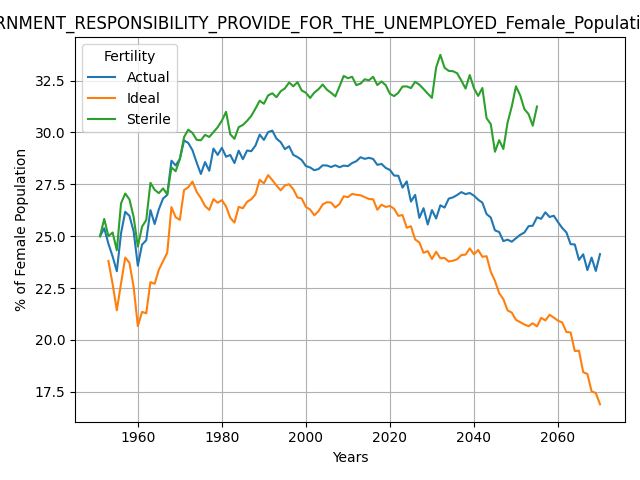 RNMENT_RESPONSIBILITY_PROVIDE_FOR_THE_UNEMPLOYED_Female_Populati
Fertility
Actual
Ideal
Sterile
% of Female Population
32.5
30.0
27.5
25.0
22.5
20.0
17.5
1960
1980
2000
2020
2040
2060
Years